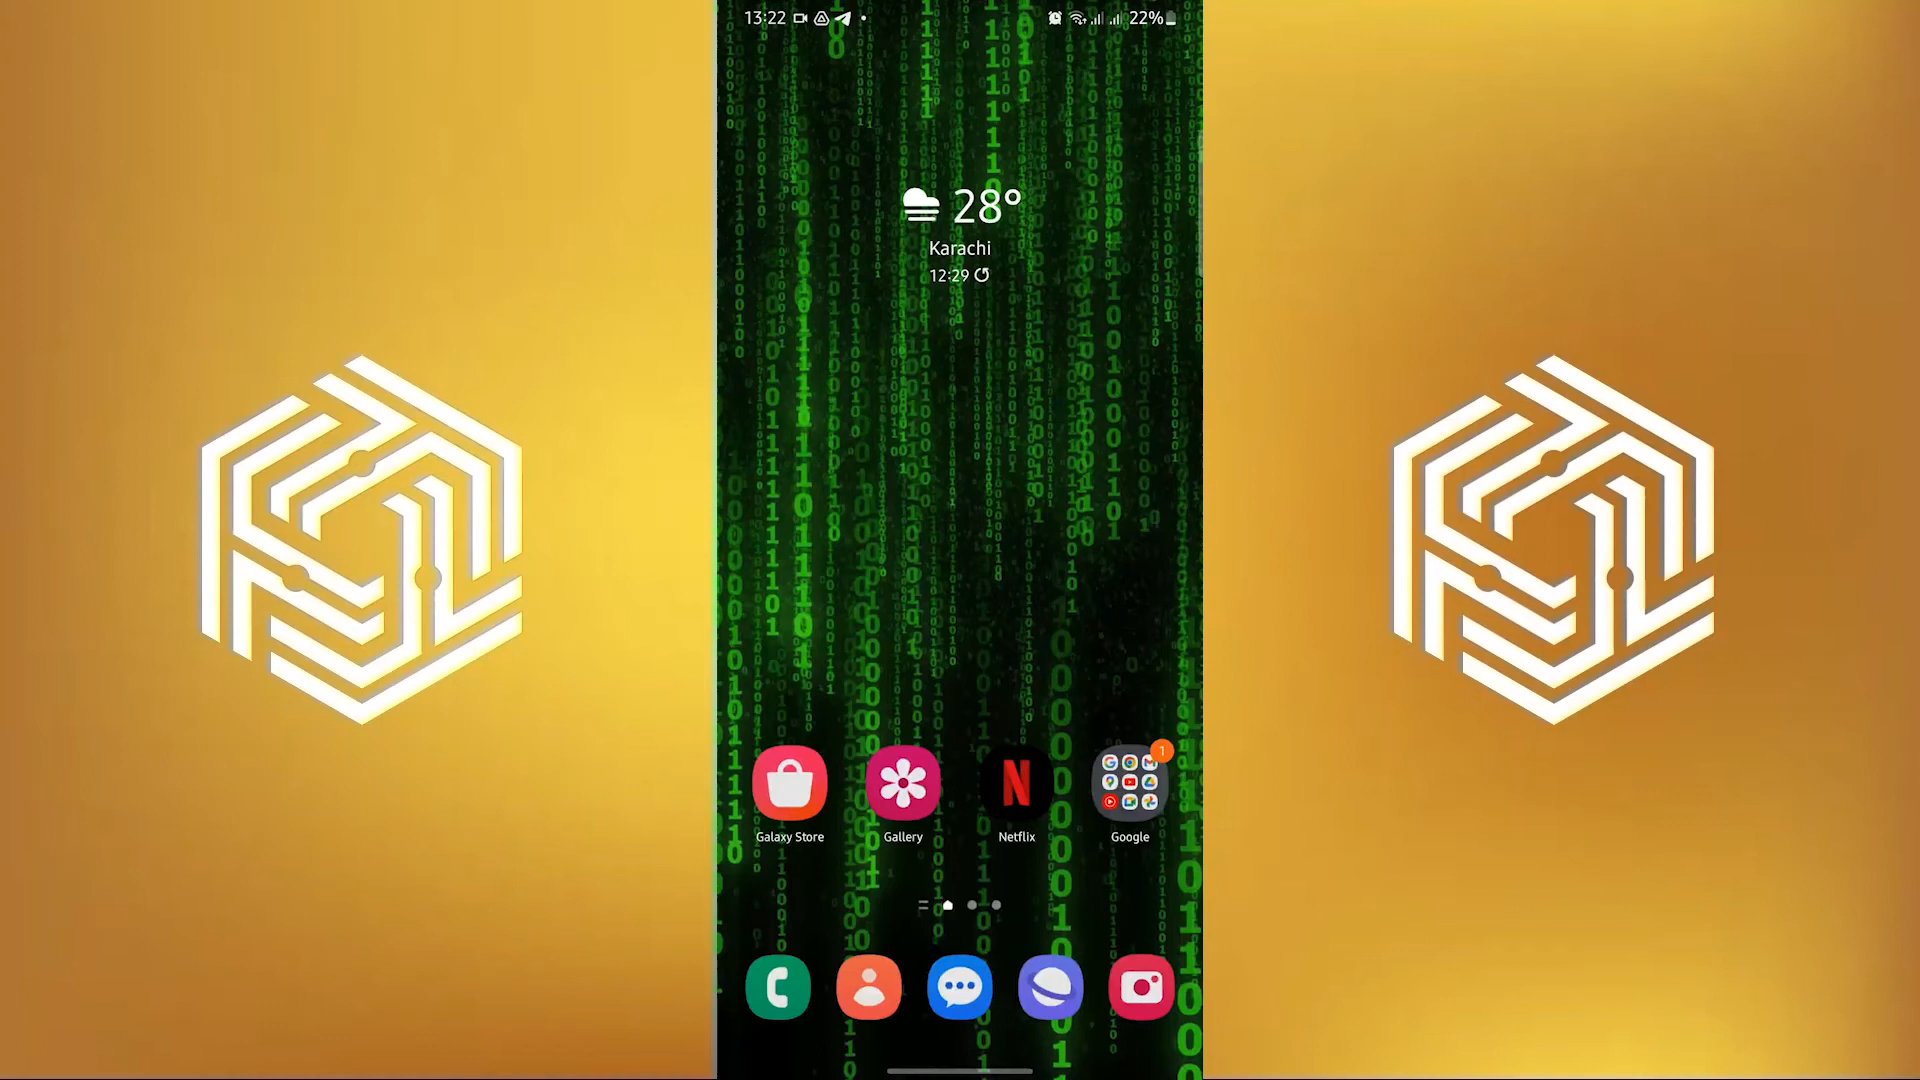 13:22
22%
28°
Karachi
12:29
1
Galaxy Store
Gallery
Netflix
Google